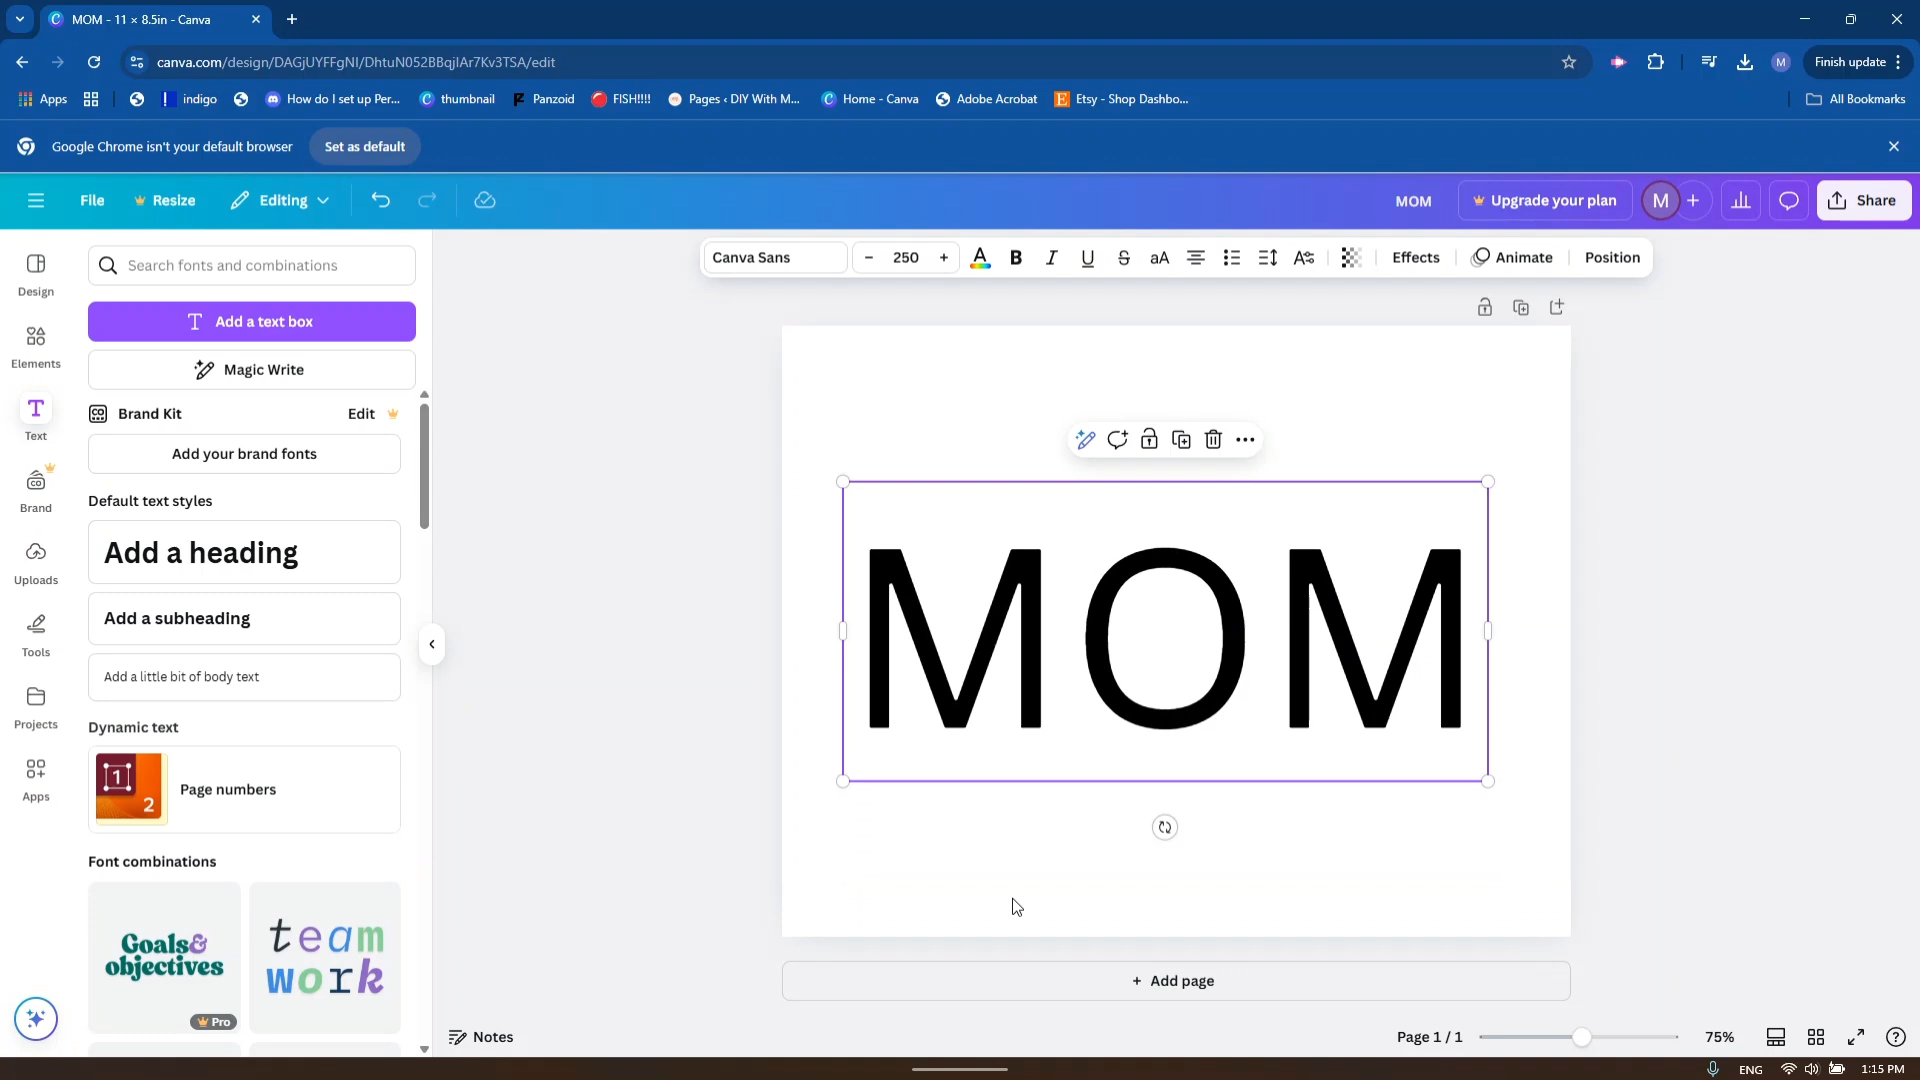 MOM - 11 × 8.5in - Canva
canva.com/design/DAGjUYFFgNI/DhtuN052BBqjlAr7Kv3TSA/edit
M
Finish update
Apps
indigo
How do I set up Per...
thumbnail
Panzoid
FISH!!!!
Pages ‹ DIY With M...
Home - Canva
Adobe Acrobat
Etsy - Shop Dashbo...
All Bookmarks
Google Chrome isn't your default browser
Set as default
File
Resize
Editing
MOM
Upgrade your plan
M
Share
Design
Elements
Text
Brand
Uploads
Tools
Projects
Apps
Search fonts and combinations
Add a text box
Magic Write
Brand Kit
Edit
Add your brand fonts
Default text styles
Add a heading
Add a subheading
Add a little bit of body text
Dynamic text
1
2
Page numbers
Font combinations
Goals&
objectives
Pro
team
work
Canva Sans
250
Effects
Animate
Position
MOM
+ Add page
Notes
Page 1 / 1
75%
ENG
1:15 PM